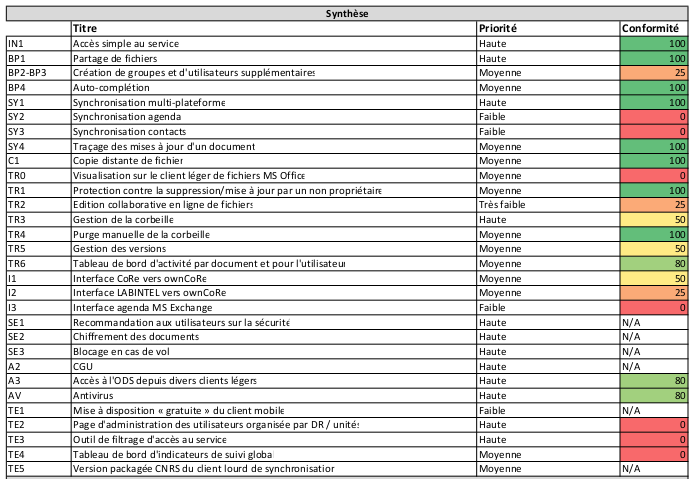 Synthèse
Titre Priorité Conformité
IN1 Accès simple au service Haute 100
BP1 Partage de fichiers Haute 100
BP2-BP3 Création de groupes et d'utilisateurs supplémentaires Moyenne 25
BP4 Auto-complétion Moyenne 100
SY1 Synchronisation multi-plateforme Haute 100
SY2 Synchronisation agenda Faible 0
SY3 Synchronisation contacts Faible 0
SY4 Traçage des mises à jour d'un document Moyenne 100
C1 Copie distante de fichier Moyenne 100
TR0 Visualisation sur le client léger de fichiers MS Office Moyenne 0
TR1 Protection contre la suppression/mise à jour par un non propriétaire Moyenne 100
TR2 Edition collaborative en ligne de fichiers Très faible 25
TR3 Gestion de la corbeille Haute 50
TR4 Purge manuelle de la corbeille Moyenne 100
TR5 Gestion des versions Moyenne 50
TR6 Tableau de bord d'activité par document et pour l'utilisateur Moyenne 80
I1 Interface CoRe vers ownCoRe Moyenne 50
I2 Interface LABINTEL vers ownCoRe Moyenne 25
I3 Interface agenda MS Exchange Faible 0
SE1 Recommandation aux utilisateurs sur la sécurité Haute N/A
SE2 Chiffrement des documents Haute N/A
SE3 Blocage en cas de vol Haute N/A
A2 CGU Haute N/A
A3 Accès à l'ODS depuis divers clients légers Haute 80
AV Antivirus Haute 80
TE1 Mise à disposition « gratuite » du client mobile Faible N/A
TE2 Page d'administration des utilisateurs organisée par DR / unités Haute 0
TE3 Outil de filtrage d'accès au service Haute 0
TE4 Tableau de bord d'indicateurs de suivi global Moyenne 0
TE5 Version packagée CNRS du client lourd de synchronisation Moyenne N/A